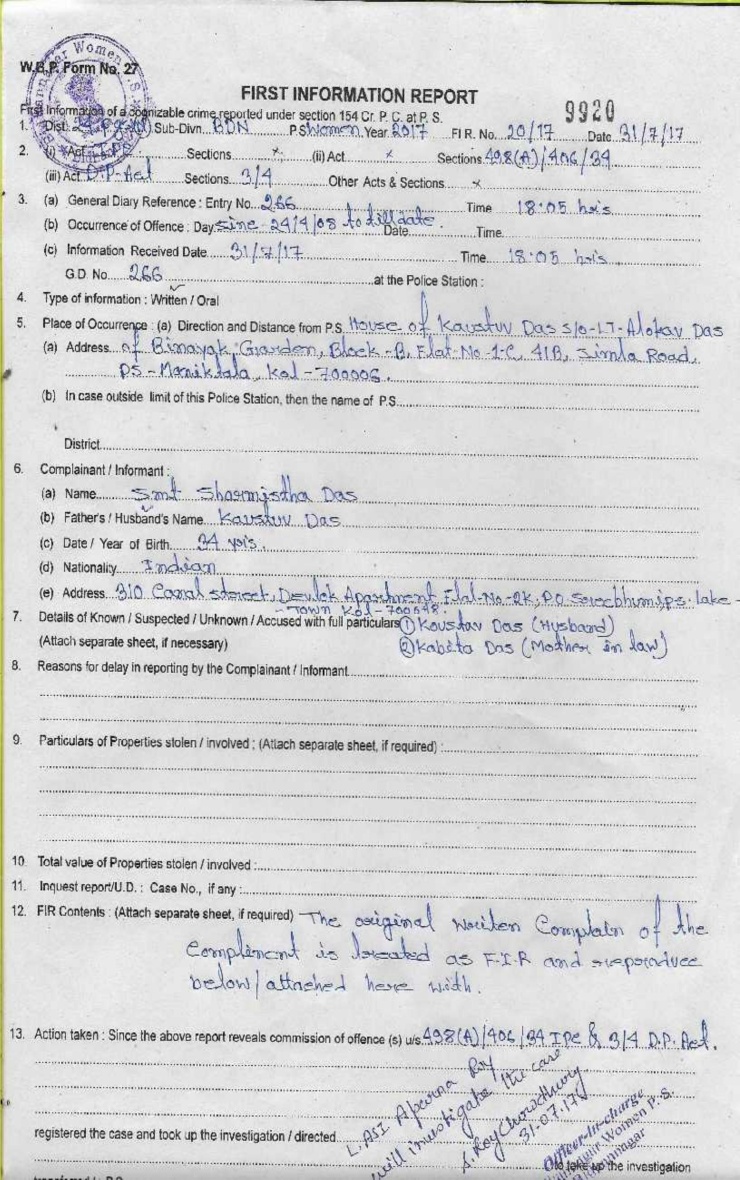 W.B.P. Form No. 27
FIRST INFORMATION REPORT
9920
First Information of a cognizable crime reported under section 154 Cr. P. C. at P. S.
1. Dist. Sub-Divn. BDN P.S Women Year 2017 FI R. No. 20/17 Date 31/7/17
2. (i) Act I.P.C Sections x, (ii) Act x Sections 498(A)/406/34
(iii) Act D.P-Act Sections 3/4 Other Acts & Sections x
3. (a) General Diary Reference : Entry No. 266 Time 18:05 hrs
(b) Occurrence of Offence : Day sinc 24/4/08 to till date. Date Time
(c) Information Received Date 31/7/17 Time 18:05 hrs
G.D. No. 266 at the Police Station :
4. Type of information : Written / Oral
5. Place of Occurrence : (a) Direction and Distance from P.S. House of Kaustuv Das S/O-LT-Alokav Das
(a) Address of Binayak Garden, Block-B, Flat-No-1-C, 41B, Simla Road,
PS-Maniktala, Kol-700006.
(b) In case outside limit of this Police Station, then the name of P.S.
District
6. Complainant / Informant :
(a) Name Smt Sharmistha Das
(b) Father's / Husband's Name Kaustuv Das
(c) Date / Year of Birth 34 yrs.
(d) Nationality Indian
(e) Address 310 Canal street, Devlok Apartment Flat-No-2K, P.O Sreebhumi, ps. Lake-
Town Kol-700048.
7. Details of Known / Suspected / Unknown / Accused with full particulars ① Koustav Das (Husband)
(Attach separate sheet, if necessary) ② Kabita Das (Mother in law)
8. Reasons for delay in reporting by the Complainant / Informant
9. Particulars of Properties stolen / involved ; (Attach separate sheet, if required) :
10. Total value of Properties stolen / involved :
11. Inquest report/U.D. : Case No., if any :
12. FIR Contents : (Attach separate sheet, if required) The original writen Complain of the
Complinent is treated as F.I.R and reproduce
below/attached here with.
13. Action taken : Since the above report reveals commission of offence (s) u/s 498(A)/406/34 IPC & 3/4 D.P. Act.
L. ASI Aparna Roy
will investigate the case
S. RoyChowdhury
31.07.17
Officer-in-charge
Women P. S.
registered the case and took up the investigation / directed
to take up the investigation